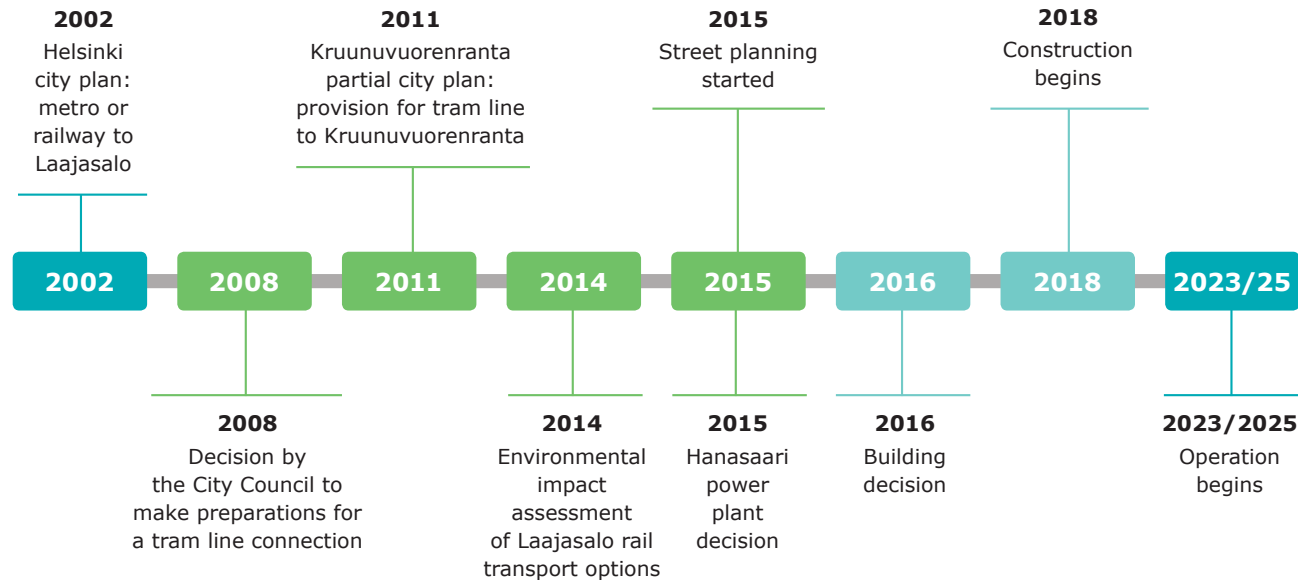 2002
Helsinki
city plan:
metro or
railway to
Laajasalo
2011
Kruunuvuorenranta
partial city plan:
provision for tram line
to Kruunuvuorenranta
2015
Street planning
started
2018
Construction
begins
2002
2008
2011
2014
2015
2016
2018
2023/25
2008
Decision by
the City Council to
make preparations for
a tram line connection
2014
Environmental
impact
assessment
of Laajasalo rail
transport options
2015
Hanasaari
power
plant
decision
2016
Building
decision
2023/2025
Operation
begins